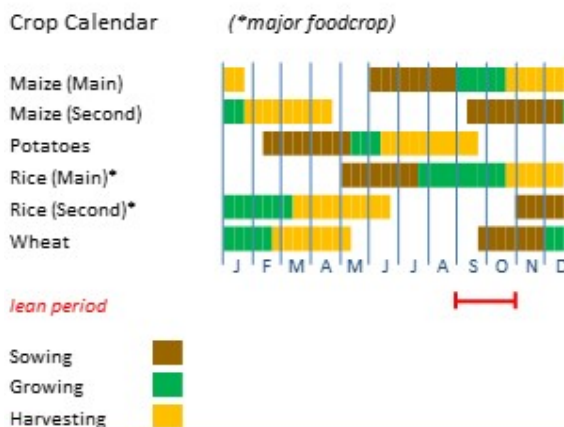 Crop Calendar (*major foodcrop)
Maize (Main)
Maize (Second)
Potatoes
Rice (Main)*
Rice (Second)*
Wheat
J F M A M J J A S O N D
lean period
Sowing
Growing
Harvesting